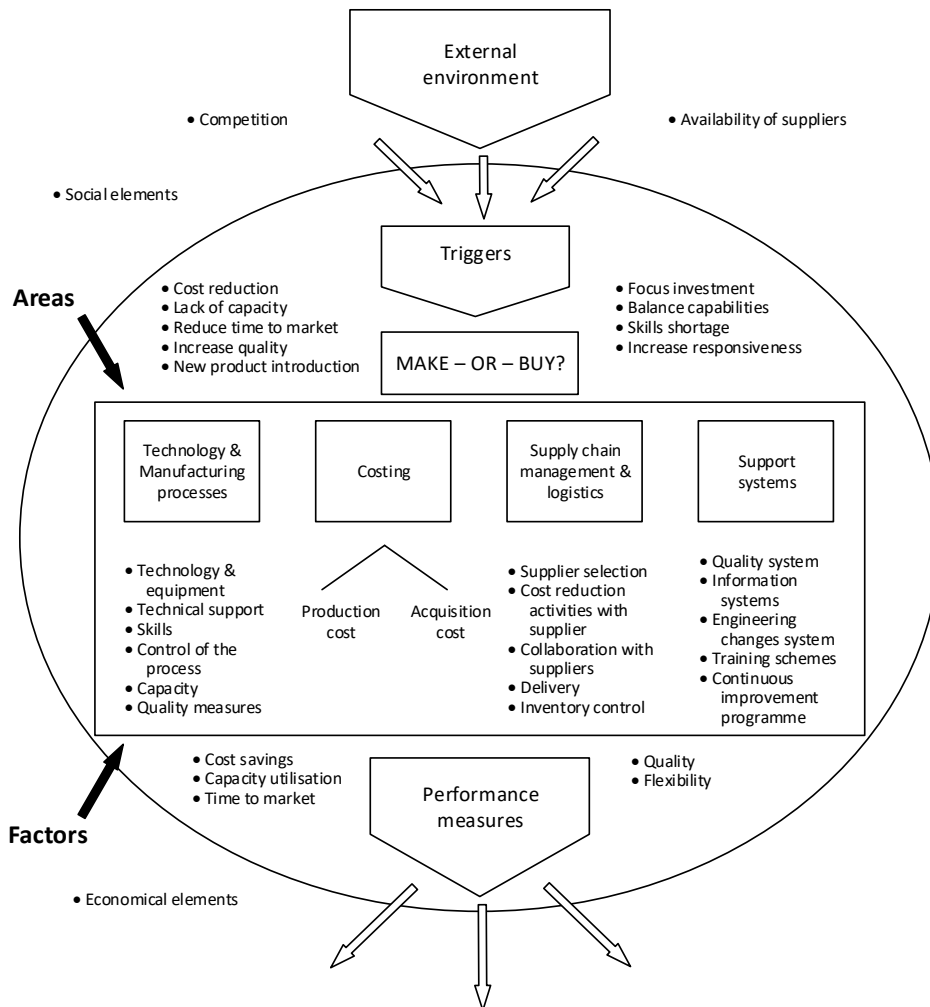 External
environment
• Competition
• Availability of suppliers
• Social elements
Triggers
Areas
• Cost reduction
• Lack of capacity
• Reduce time to market
• Increase quality
• New product introduction
• Focus investment
• Balance capabilities
• Skills shortage
• Increase responsiveness
MAKE – OR – BUY?
Technology &
Manufacturing
processes
Costing
Supply chain
management &
logistics
Support
systems
• Technology &
equipment
• Technical support
• Skills
• Control of the
process
• Capacity
• Quality measures
Production
cost
Acquisition
cost
• Supplier selection
• Cost reduction
activities with
supplier
• Collaboration with
suppliers
• Delivery
• Inventory control
• Quality system
• Information
systems
• Engineering
changes system
• Training schemes
• Continuous
improvement
programme
Factors
• Cost savings
• Capacity utilisation
• Time to market
Performance
measures
• Quality
• Flexibility
• Economical elements